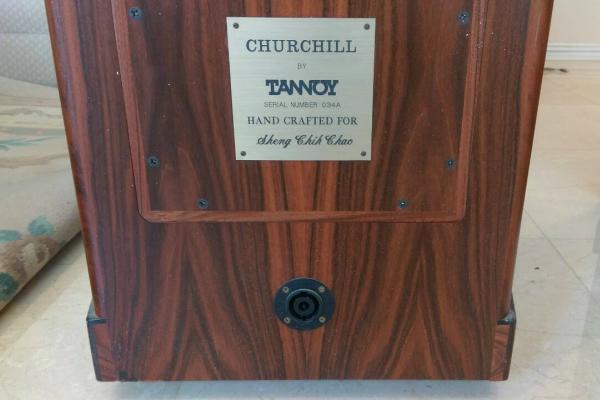 CHURCHILL
BY
TANNOY
SERIAL NUMBER 034A
HAND CRAFTED FOR
Sheng Chih Chao